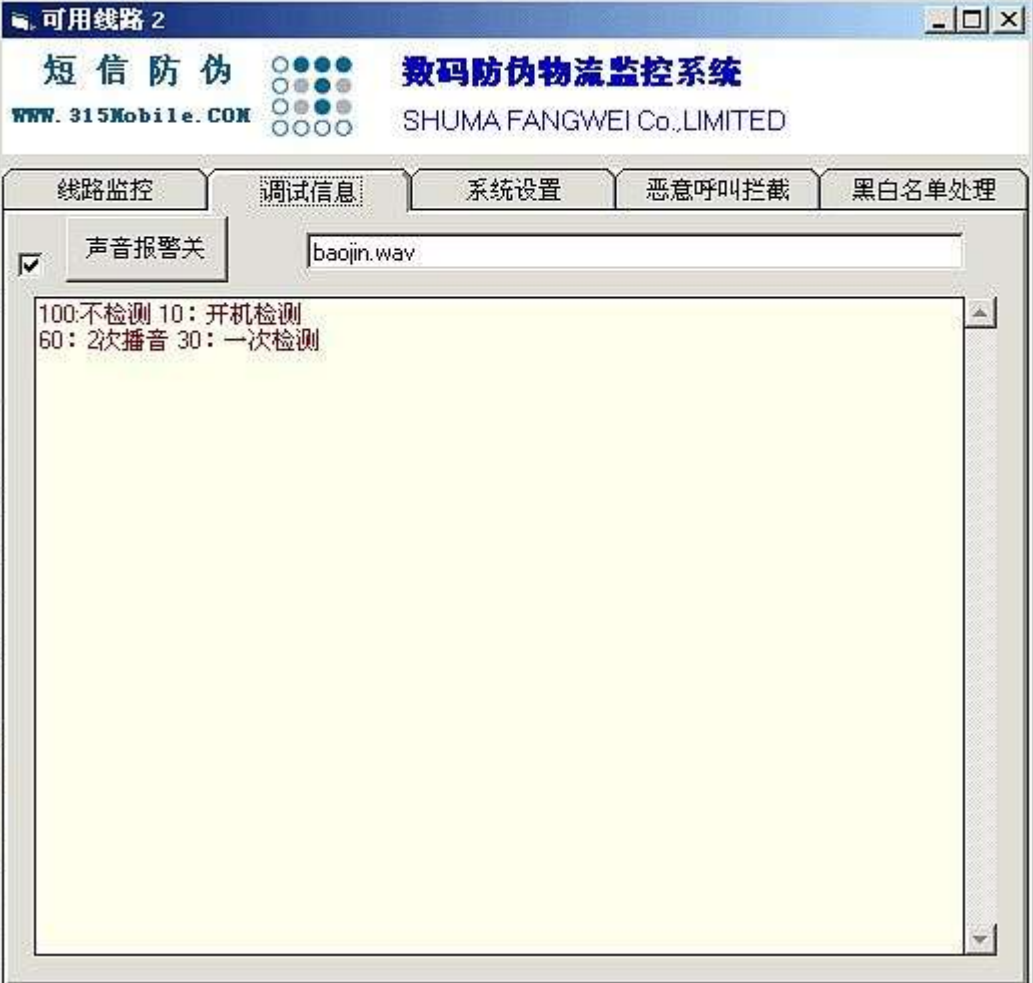 可用线路 2
短信防伪
数码防伪物流监控系统
WWW.315Mobile.COM
SHUMA FANGWEI Co.,LIMITED
线路监控 调试信息 系统设置 恶意呼叫拦截 黑白名单处理
声音报警关 baojin.wav
100:不检测 10：开机检测
60：2次播音 30：一次检测